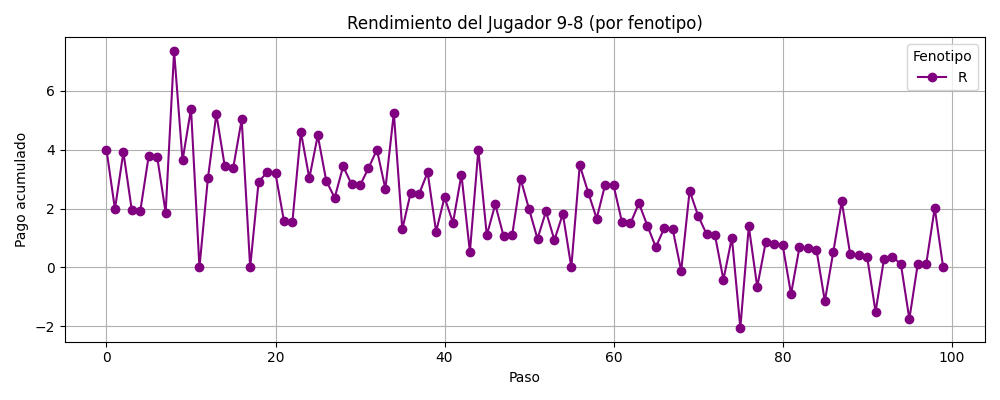 Rendimiento del Jugador 9-8 (por fenotipo)
Fenotipo
R
Pago acumulado
6
4
2
0
−2
0 20 40 60 80 100
Paso